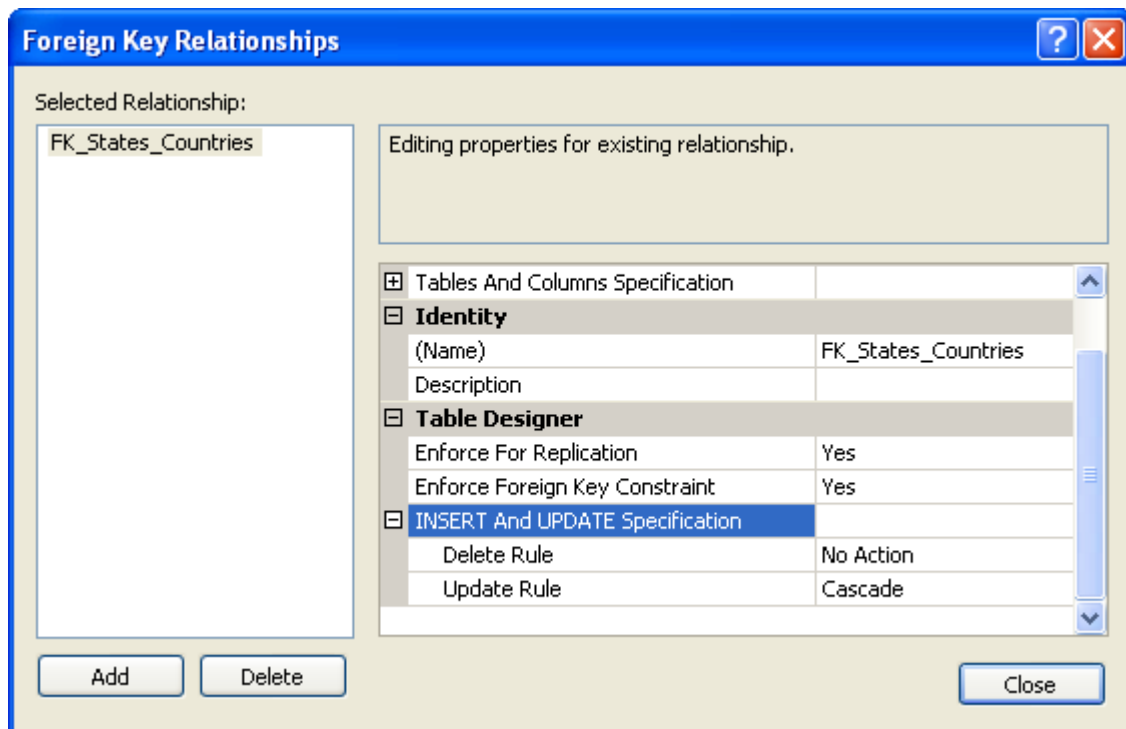 Foreign Key Relationships
Selected Relationship:
FK_States_Countries
Editing properties for existing relationship.
Tables And Columns Specification
Identity
(Name) FK_States_Countries
Description
Table Designer
Enforce For Replication Yes
Enforce Foreign Key Constraint Yes
INSERT And UPDATE Specification
Delete Rule No Action
Update Rule Cascade
Add Delete Close